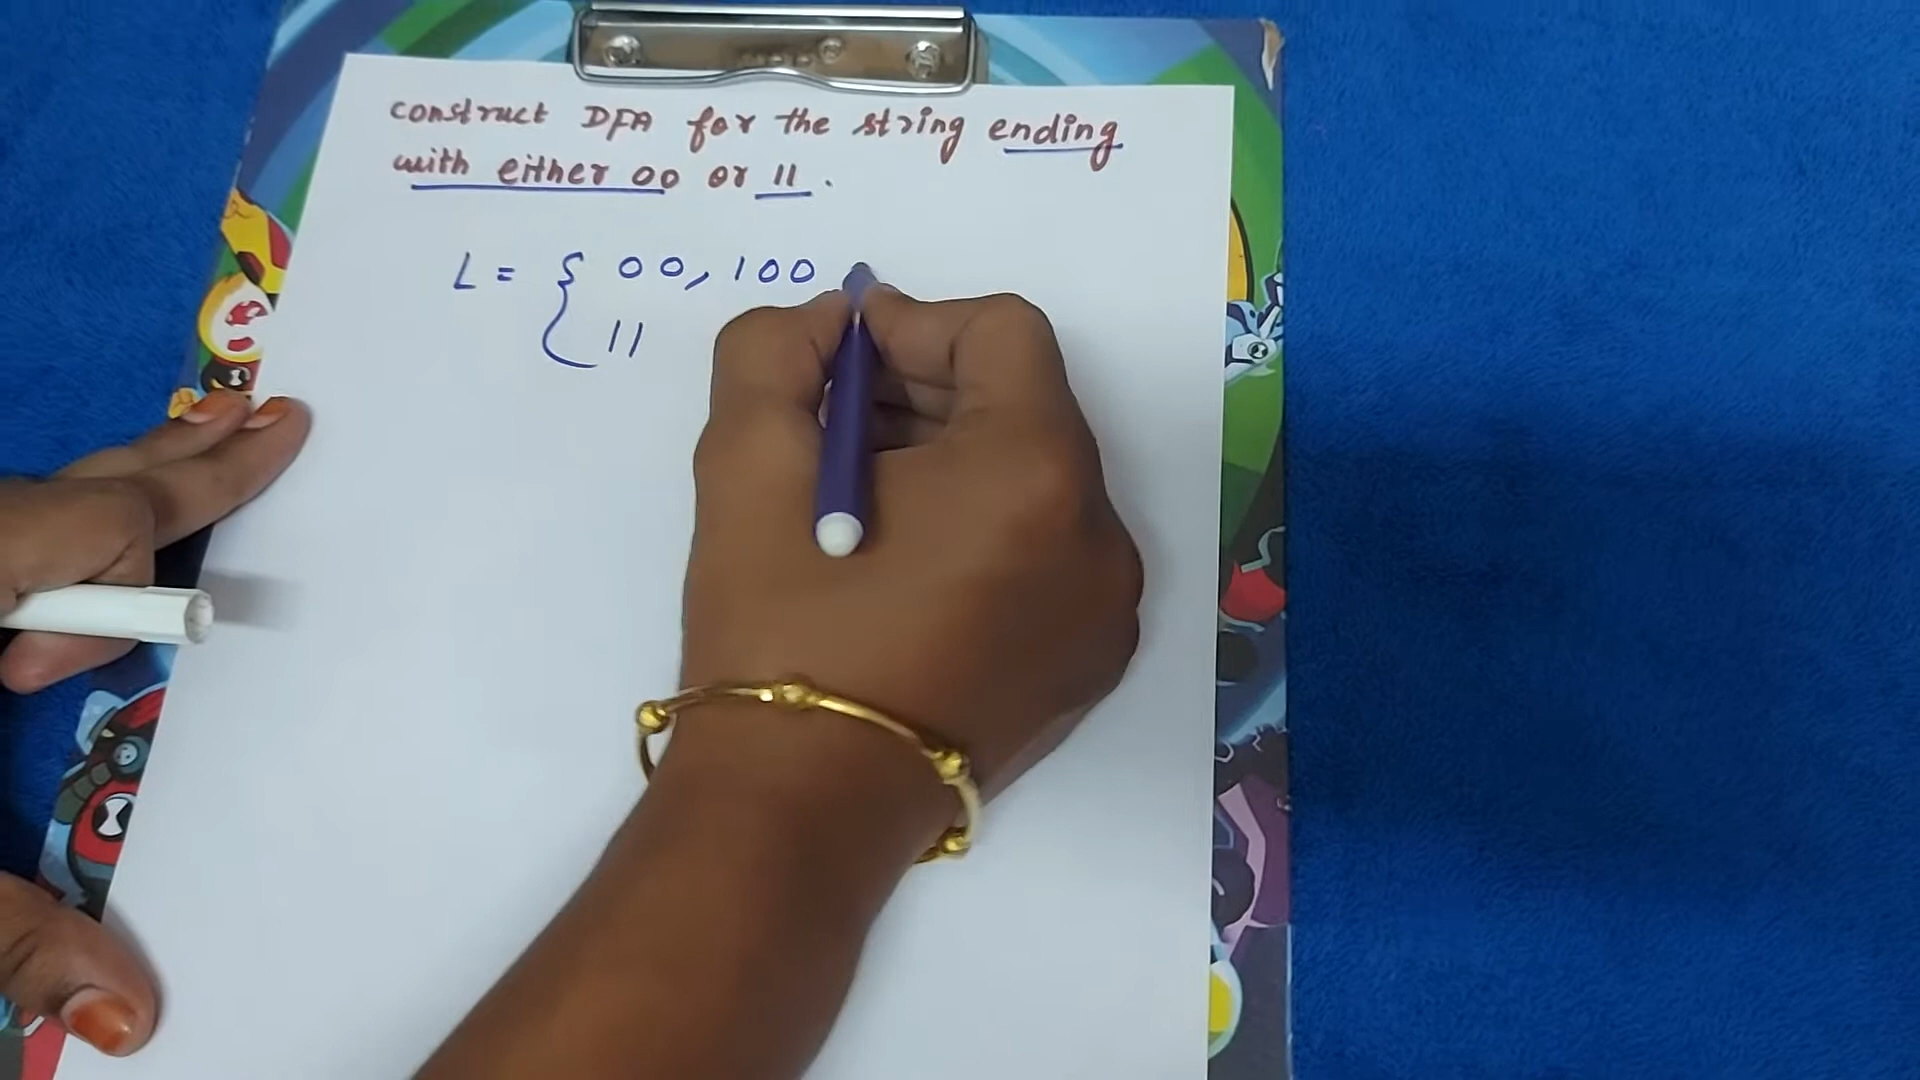 construct DFA for the string ending
with either 00 or 11.
L = { 00, 100
11